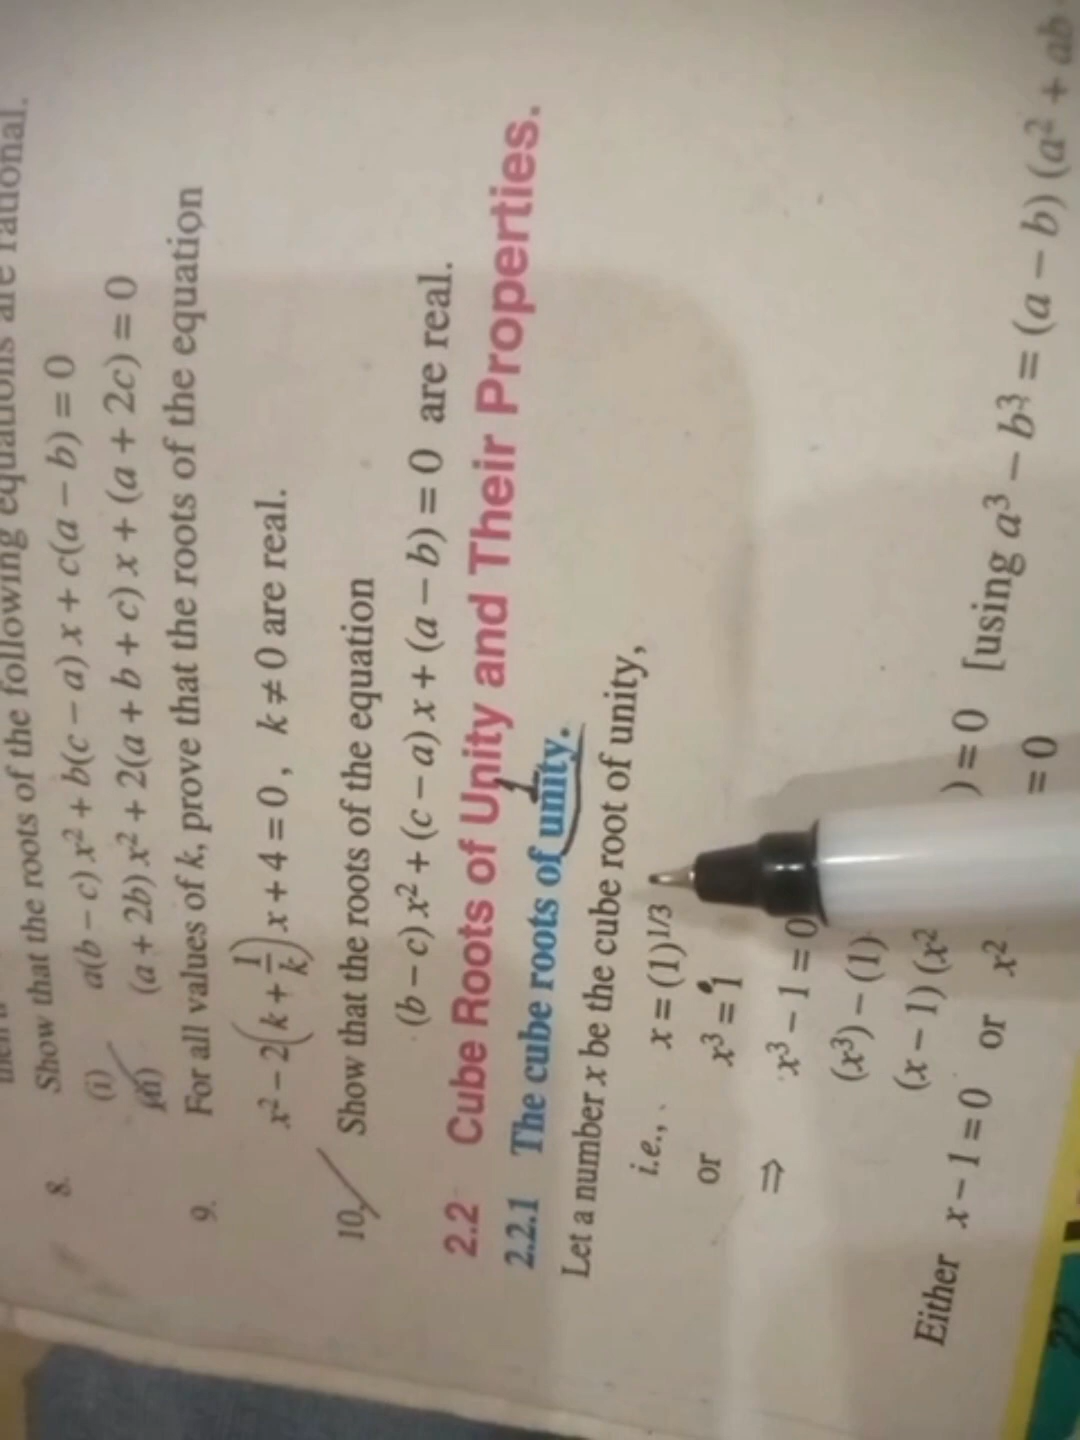 Show that the roots of the following equations are rational.
8.
(i) a(b − c) x² + b(c − a) x + c(a − b) = 0
(ii) (a + 2b) x² + 2(a + b + c) x + (a + 2c) = 0
9. For all values of k, prove that the roots of the equation
x² − 2(k + 1/k) x + 4 = 0 , k ≠ 0 are real.
10. Show that the roots of the equation
(b − c) x² + (c − a) x + (a − b) = 0 are real.
2.2 Cube Roots of Unity and Their Properties.
1
2.2.1 The cube roots of unity.
Let a number x be the cube root of unity,
i.e., x = (1)^1/3
or x³ = 1
⇒ x³ − 1 = 0
(x³) − (1)
(x − 1) (x² ) = 0 [using a³ − b³ = (a − b) (a² + ab
Either x − 1 = 0 or x² = 0
22